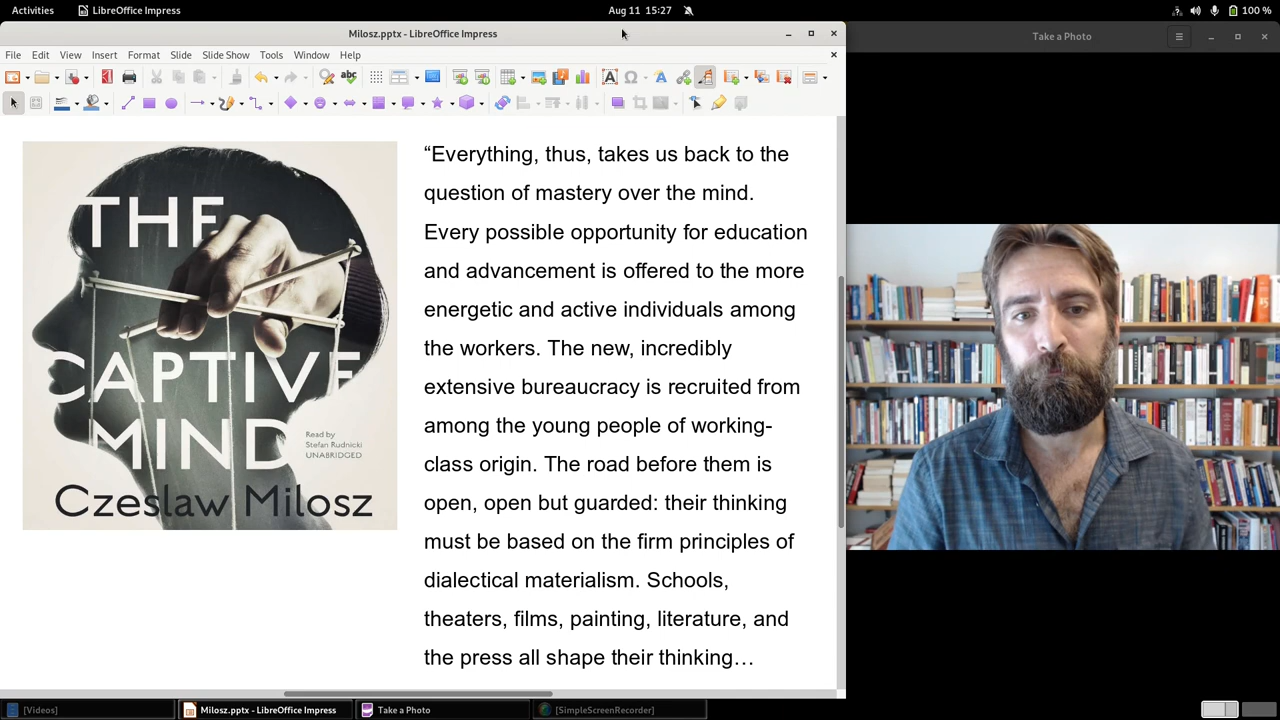 Activities
LibreOffice Impress
Aug 11 15:27
100 %
Milosz.pptx - LibreOffice Impress
Take a Photo
File Edit View Insert Format Slide Slide Show Tools Window Help
THE
CAPTIVE
MIND
Read by
Stefan Rudnicki
UNABRIDGED
Czeslaw Milosz
“Everything, thus, takes us back to the
question of mastery over the mind.
Every possible opportunity for education
and advancement is offered to the more
energetic and active individuals among
the workers. The new, incredibly
extensive bureaucracy is recruited from
among the young people of working-
class origin. The road before them is
open, open but guarded: their thinking
must be based on the firm principles of
dialectical materialism. Schools,
theaters, films, painting, literature, and
the press all shape their thinking…
[Videos]
Milosz.pptx - LibreOffice Impress
Take a Photo
[SimpleScreenRecorder]